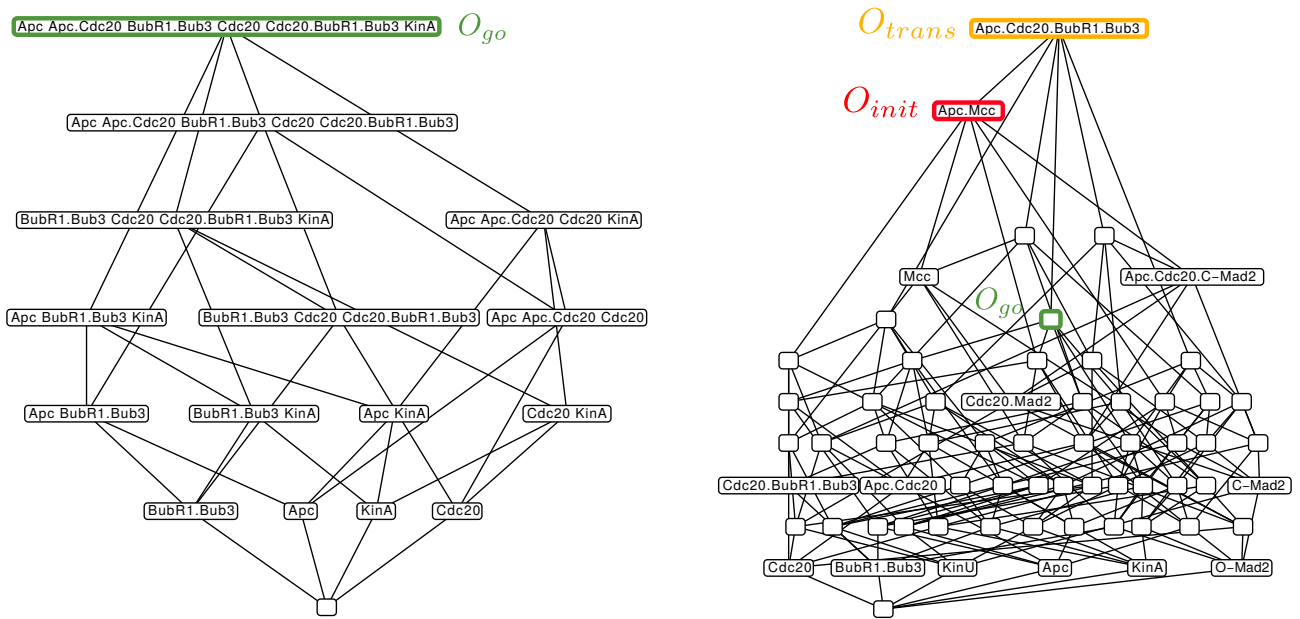 Apc Apc.Cdc20 BubR1.Bub3 Cdc20 Cdc20.BubR1.Bub3 KinA
O_go
Apc Apc.Cdc20 BubR1.Bub3 Cdc20 Cdc20.BubR1.Bub3
BubR1.Bub3 Cdc20 Cdc20.BubR1.Bub3 KinA
Apc Apc.Cdc20 Cdc20 KinA
Apc BubR1.Bub3 KinA
BubR1.Bub3 Cdc20 Cdc20.BubR1.Bub3
Apc Apc.Cdc20 Cdc20
Apc BubR1.Bub3
BubR1.Bub3 KinA
Apc KinA
Cdc20 KinA
BubR1.Bub3
Apc
KinA
Cdc20
O_trans
Apc.Cdc20.BubR1.Bub3
O_init
Apc.Mcc
Mcc
Apc.Cdc20.C−Mad2
O_go
Cdc20.Mad2
Cdc20.BubR1.Bub3
Apc.Cdc20
C−Mad2
Cdc20
BubR1.Bub3
KinU
Apc
KinA
O−Mad2